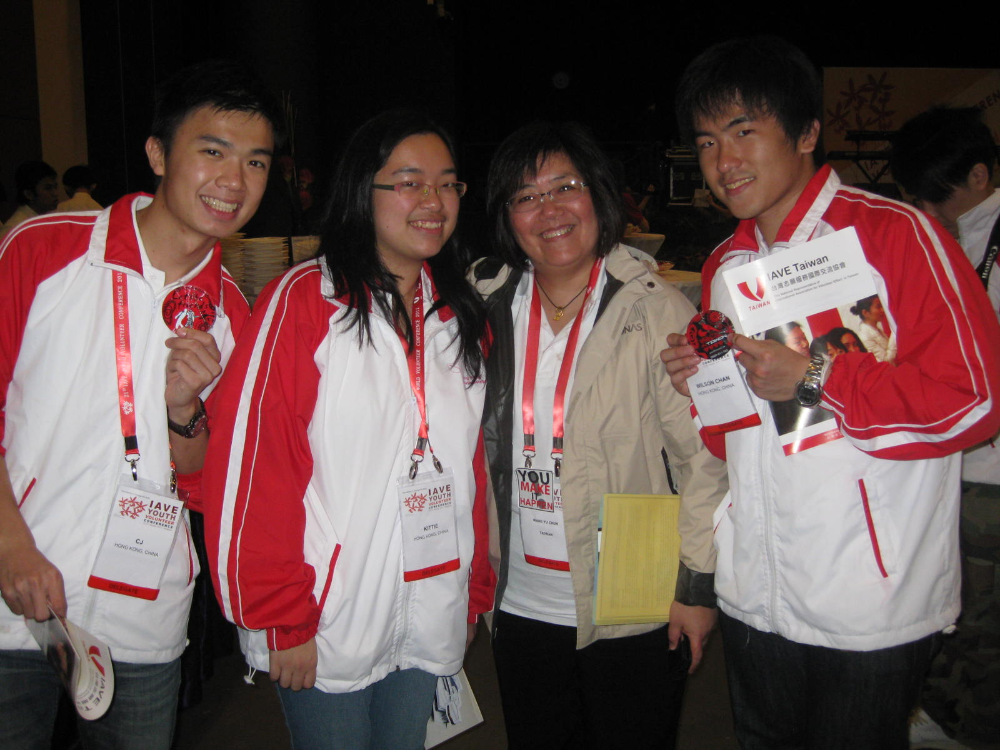 21st IAVE WORLD VOLUNTEER CONFERENCE 2011
IAVE
YOUTH
VOLUNTEER
CONFERENCE
CJ
HONG KONG, CHINA
DELEGATE
IAVE
WORLD VOLUNTEER CONFERENCE 2011
IAVE
YOUTH
VOLUNTEER
CONFERENCE
KITTIE
HONG KONG, CHINA
DELEGATE
YOU
MAKE
IT
HAPPEN
WANG YU CHUN
TAIWAN
IAVE Taiwan
台灣志願服務國際交流協會
The National Representative of
International Association for Volunteer Effort in Taiwan
TAIWAN
CONFERENCE
WILSON CHAN
HONG KONG, CHINA
DELEGATE
Canon